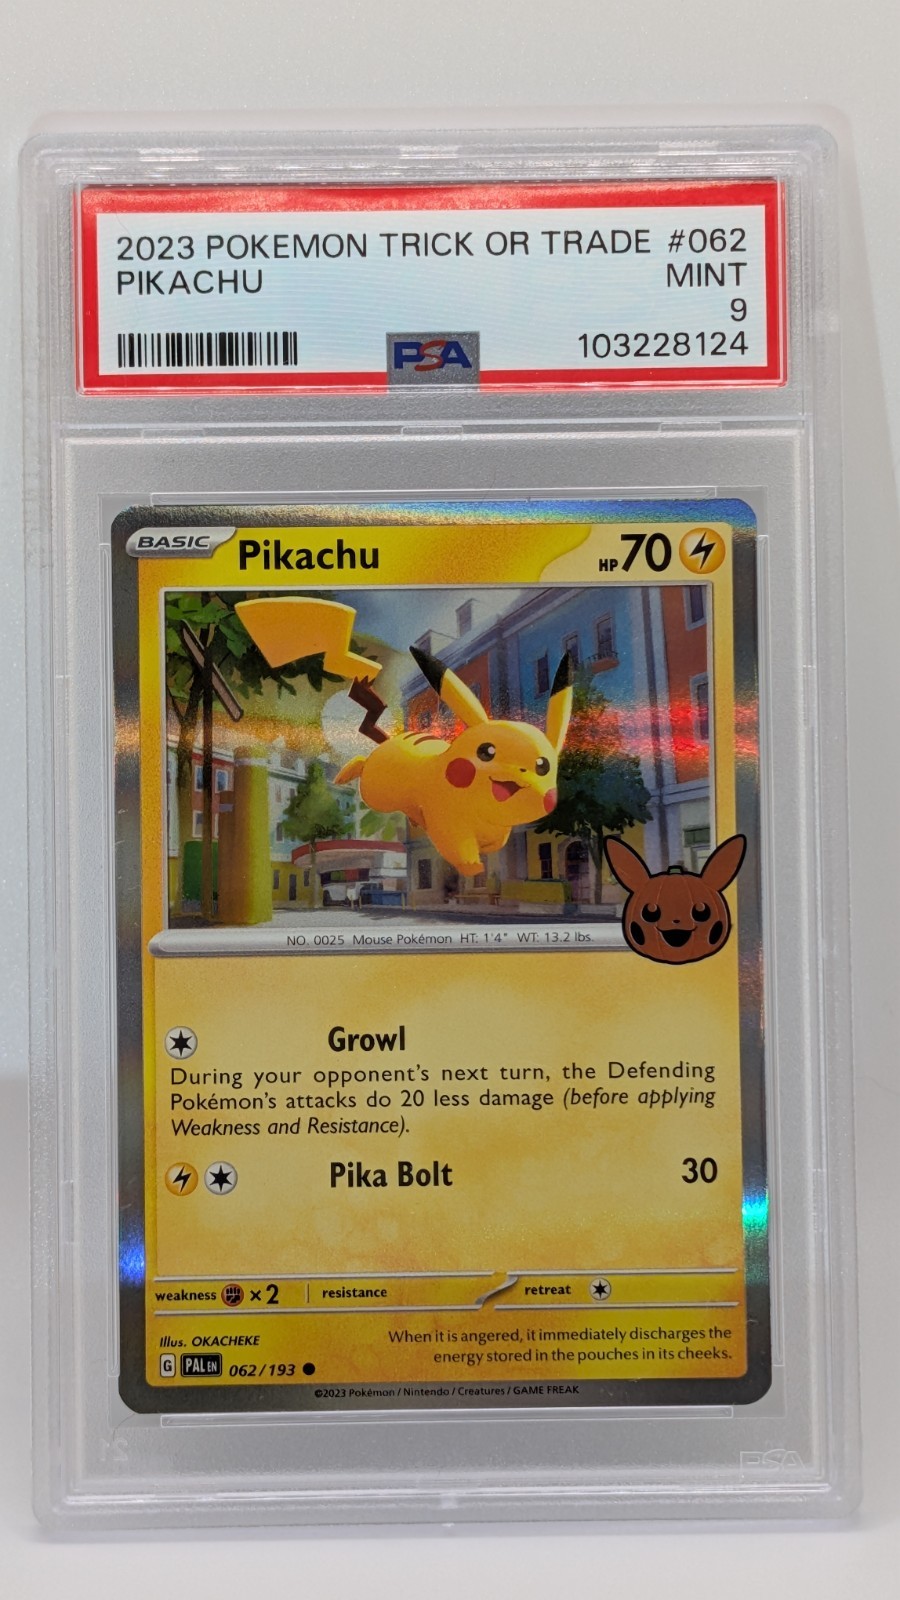 2023 POKEMON TRICK OR TRADE #062
PIKACHU MINT
9
PSA 103228124
BASIC Pikachu HP 70
NO. 0025 Mouse Pokémon HT: 1'4" WT: 13.2 lbs.
Growl
During your opponent's next turn, the Defending
Pokémon's attacks do 20 less damage (before applying
Weakness and Resistance).
Pika Bolt 30
weakness ×2 resistance retreat
Illus. OKACHEKE
When it is angered, it immediately discharges the
energy stored in the pouches in its cheeks.
G PAL EN 062/193
©2023 Pokémon / Nintendo / Creatures / GAME FREAK
PSA